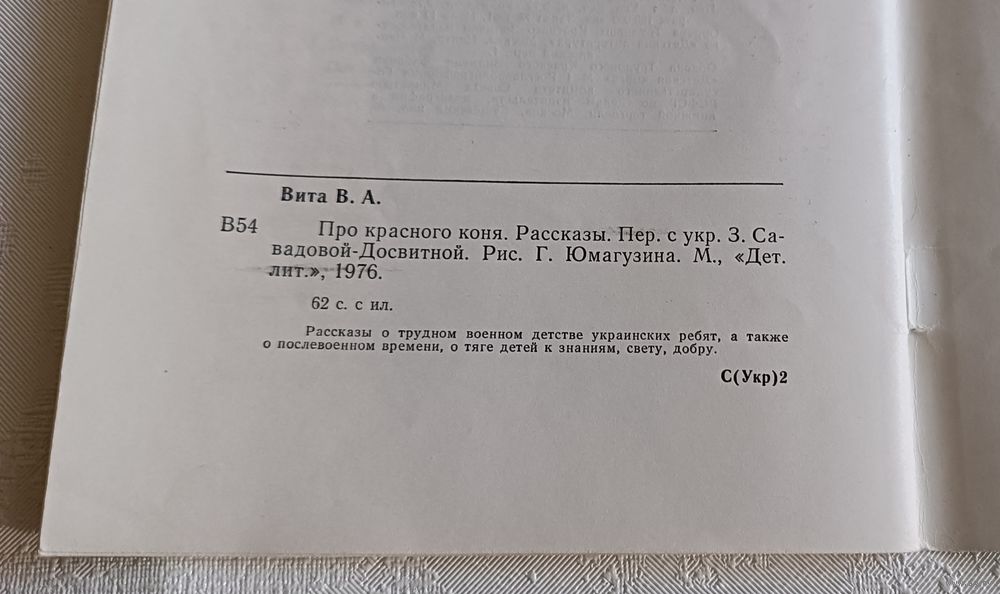 Вита В. А.
В54 Про красного коня. Рассказы. Пер. с укр. З. Са-
вадовой-Досвитной. Рис. Г. Юмагузина. М., «Дет.
лит.», 1976.
62 с. с ил.
Рассказы о трудном военном детстве украинских ребят, а также
о послевоенном времени, о тяге детей к знаниям, свету, добру.
С(Укр)2